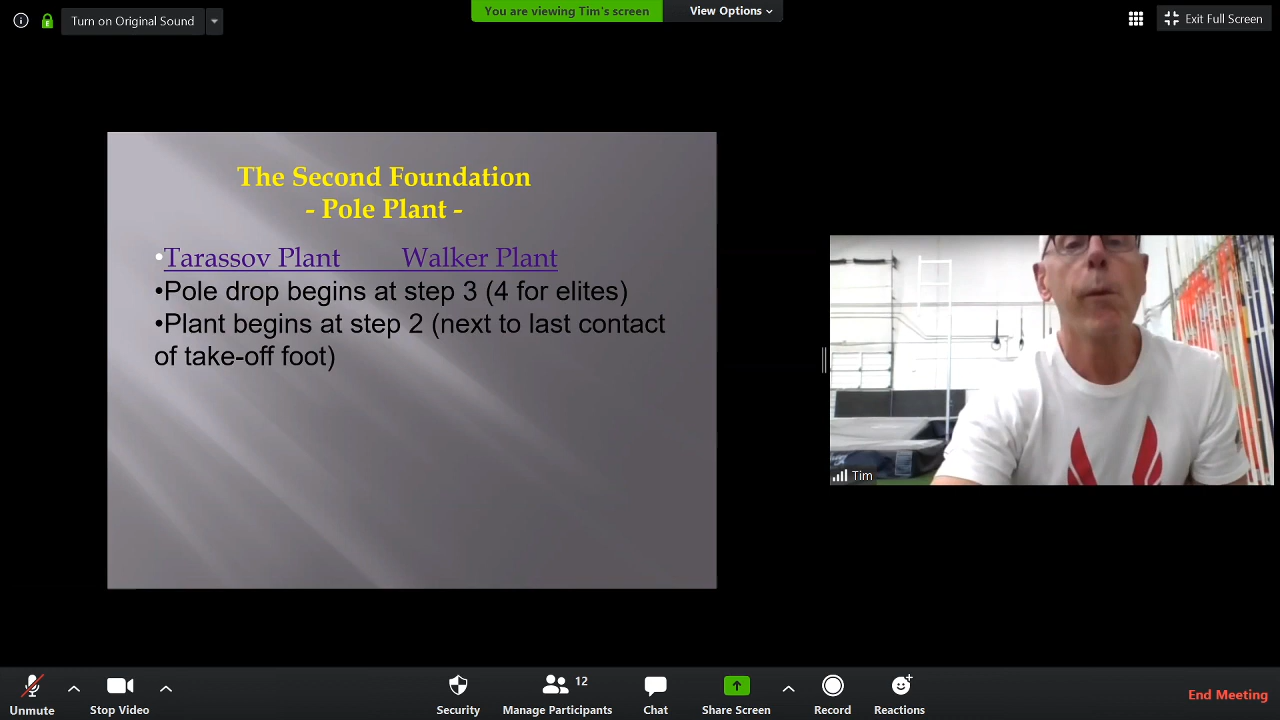 Turn on Original Sound
You are viewing Tim's screen
View Options
Exit Full Screen
The Second Foundation
- Pole Plant -
•Tarassov Plant Walker Plant
•Pole drop begins at step 3 (4 for elites)
•Plant begins at step 2 (next to last contact
of take-off foot)
Tim
Unmute
Stop Video
Security
12
Manage Participants
Chat
Share Screen
Record
Reactions
End Meeting